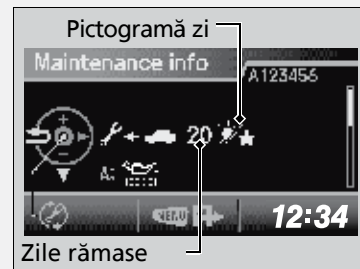 Pictogramă zi
Maintenance info
A123456
20
A:
MENU
12:34
Zile rămase